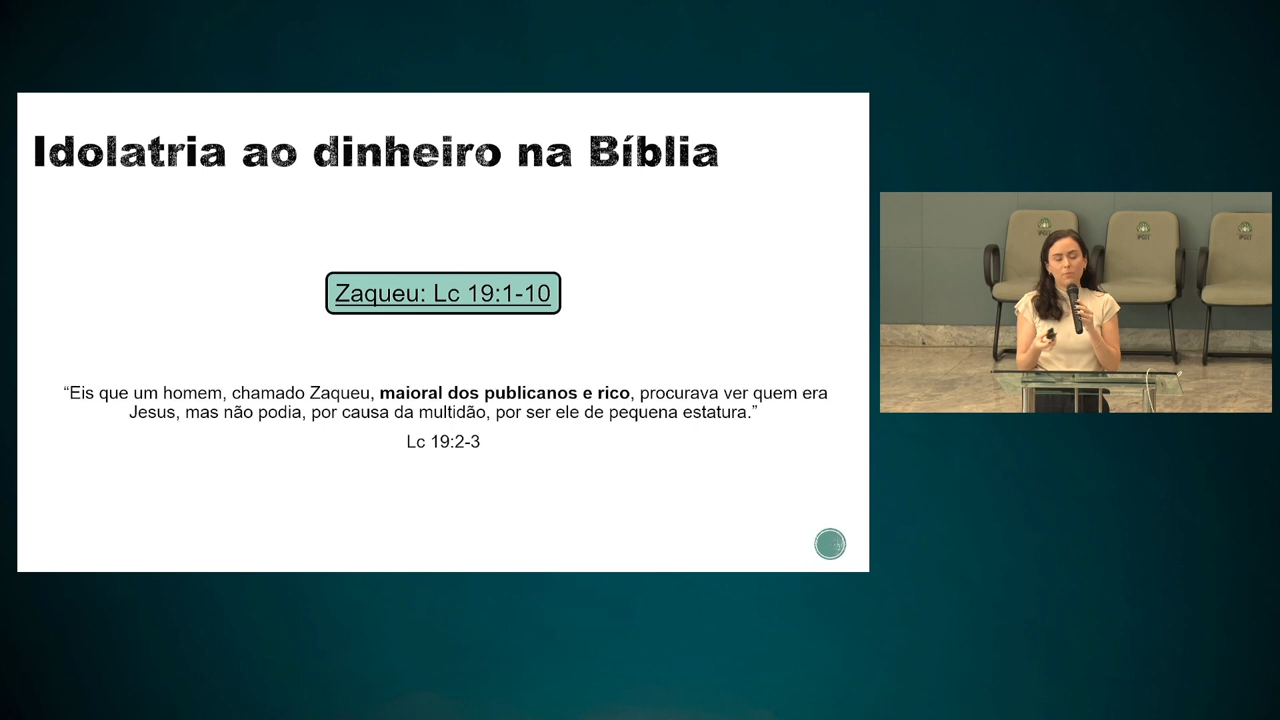 Idolatria ao dinheiro na Bíblia
Zaqueu: Lc 19:1-10
“Eis que um homem, chamado Zaqueu, maioral dos publicanos e rico, procurava ver quem era
Jesus, mas não podia, por causa da multidão, por ser ele de pequena estatura.”
Lc 19:2-3